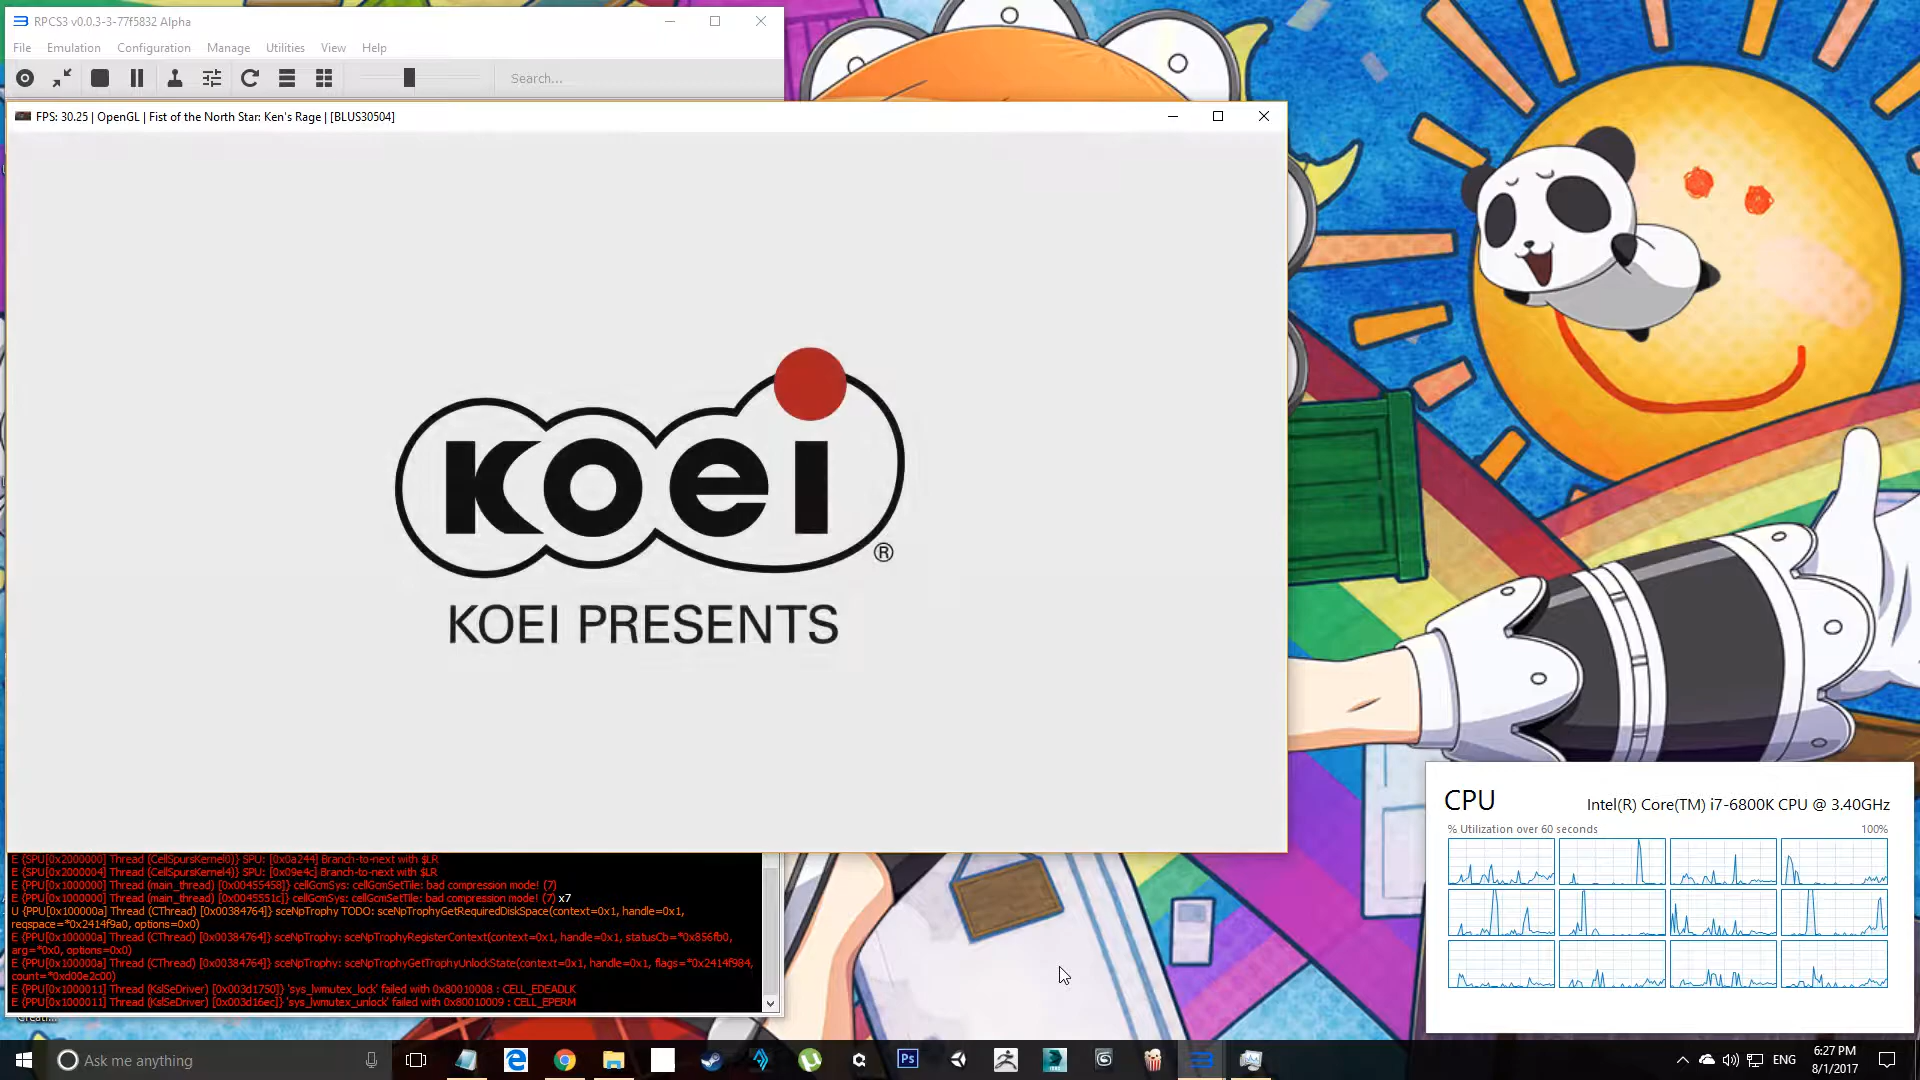 RPCS3 v0.0.3-3-77f5832 Alpha
File Emulation Configuration Manage Utilities View Help
Search...
FPS: 30.25 | OpenGL | Fist of the North Star: Ken's Rage | [BLUS30504]
koei
®
KOEI PRESENTS
E {SPU[0x2000000] Thread (CellSpursKernel0)} SPU: [0x0a244] Branch-to-next with $LR
E {SPU[0x2000004] Thread (CellSpursKernel4)} SPU: [0x09e4c] Branch-to-next with $LR
E {PPU[0x1000000] Thread (main_thread) [0x00455458]} cellGcmSys: cellGcmSetTile: bad compression mode! (7)
E {PPU[0x1000000] Thread (main_thread) [0x0045551c]} cellGcmSys: cellGcmSetTile: bad compression mode! (7) x7
U {PPU[0x100000a] Thread (CThread) [0x00384764]} sceNpTrophy TODO: sceNpTrophyGetRequiredDiskSpace(context=0x1, handle=0x1,
reqspace=*0x2414f9a0, options=0x0)
E {PPU[0x100000a] Thread (CThread) [0x00384764]} sceNpTrophy: sceNpTrophyRegisterContext(context=0x1, handle=0x1, statusCb=*0x856fb0,
arg=*0x0, options=0x0)
E {PPU[0x100000a] Thread (CThread) [0x00384764]} sceNpTrophy: sceNpTrophyGetTrophyUnlockState(context=0x1, handle=0x1, flags=*0x2414f984,
count=*0xd00e2c00)
E {PPU[0x1000011] Thread (KslSeDriver) [0x003d1750]} 'sys_lwmutex_lock' failed with 0x80010008 : CELL_EDEADLK
E {PPU[0x1000011] Thread (KslSeDriver) [0x003d16ec]} 'sys_lwmutex_unlock' failed with 0x80010009 : CELL_EPERM
CPU
Intel(R) Core(TM) i7-6800K CPU @ 3.40GHz
% Utilization over 60 seconds 100%
Ask me anything
Ps
ENG
6:27 PM
8/1/2017